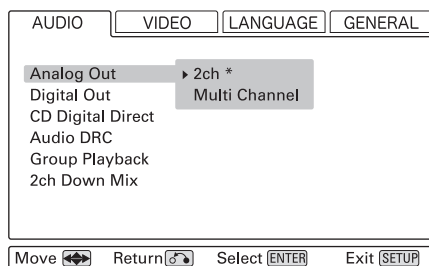 AUDIO VIDEO LANGUAGE GENERAL
Analog Out 2ch *
Digital Out Multi Channel
CD Digital Direct
Audio DRC
Group Playback
2ch Down Mix
Move Return Select ENTER Exit SETUP